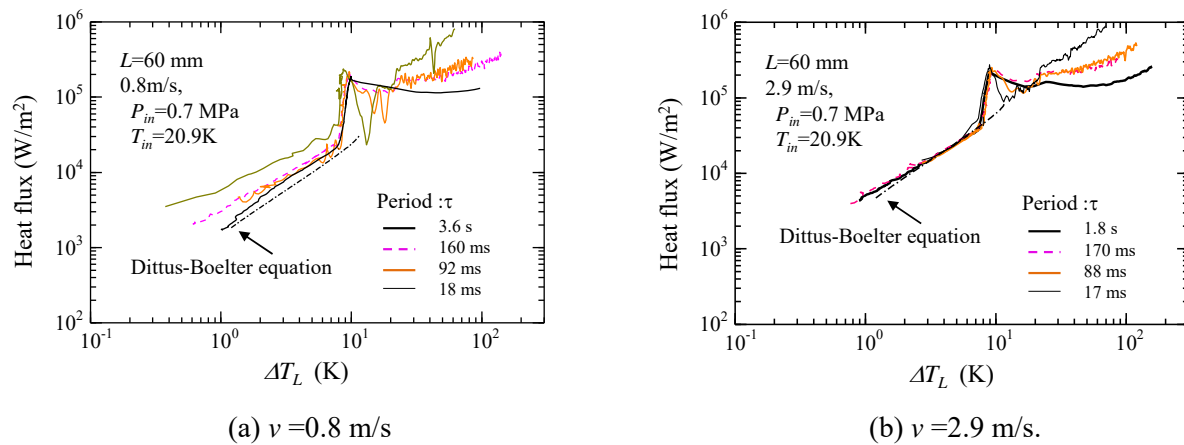 10^6
10^5
10^4
10^3
10^2
Heat flux (W/m²)
L=60 mm
0.8m/s,
P_in=0.7 MPa
T_in=20.9K
Period :τ
3.6 s
160 ms
92 ms
18 ms
Dittus-Boelter equation
10^-1 10^0 10^1 10^2
ΔT_L (K)
(a) v =0.8 m/s
10^6
10^5
10^4
10^3
10^2
Heat flux (W/m²)
L=60 mm
2.9 m/s,
P_in=0.7 MPa
T_in=20.9K
Period :τ
1.8 s
170 ms
88 ms
17 ms
Dittus-Boelter equation
10^-1 10^0 10^1 10^2
ΔT_L (K)
(b) v =2.9 m/s.